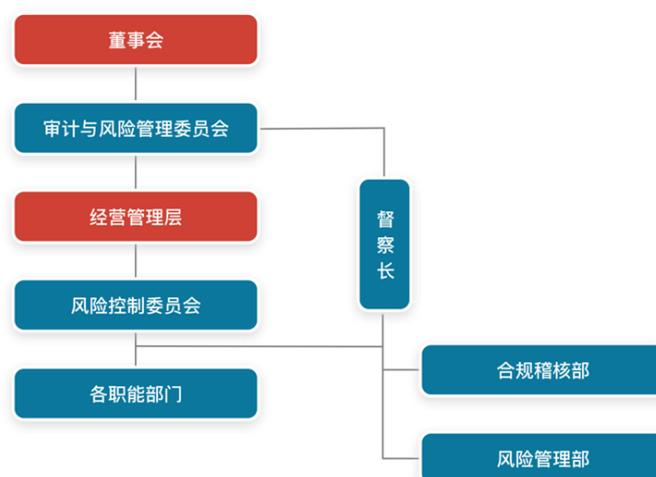 董事会
审计与风险管理委员会
经营管理层
督察长
风险控制委员会
合规稽核部
各职能部门
风险管理部